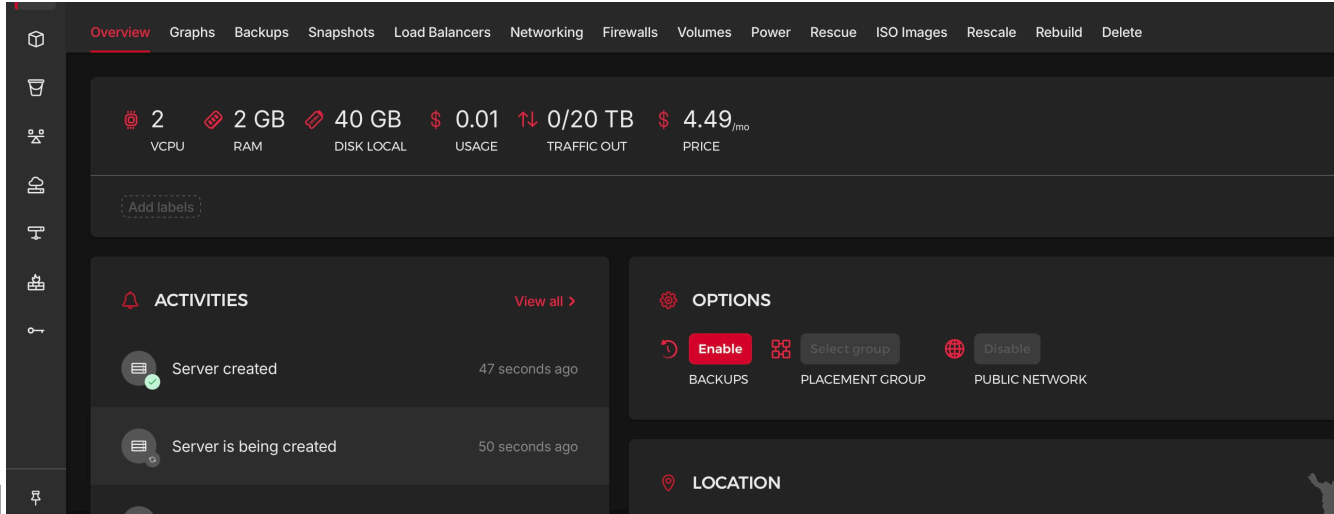 Overview Graphs Backups Snapshots Load Balancers Networking Firewalls Volumes Power Rescue ISO Images Rescale Rebuild Delete
2 2 GB 40 GB $ 0.01 0/20 TB $ 4.49/mo
VCPU RAM DISK LOCAL USAGE TRAFFIC OUT PRICE
Add labels
ACTIVITIES View all >
Server created 47 seconds ago
Server is being created 50 seconds ago
OPTIONS
Enable Select group Disable
BACKUPS PLACEMENT GROUP PUBLIC NETWORK
LOCATION